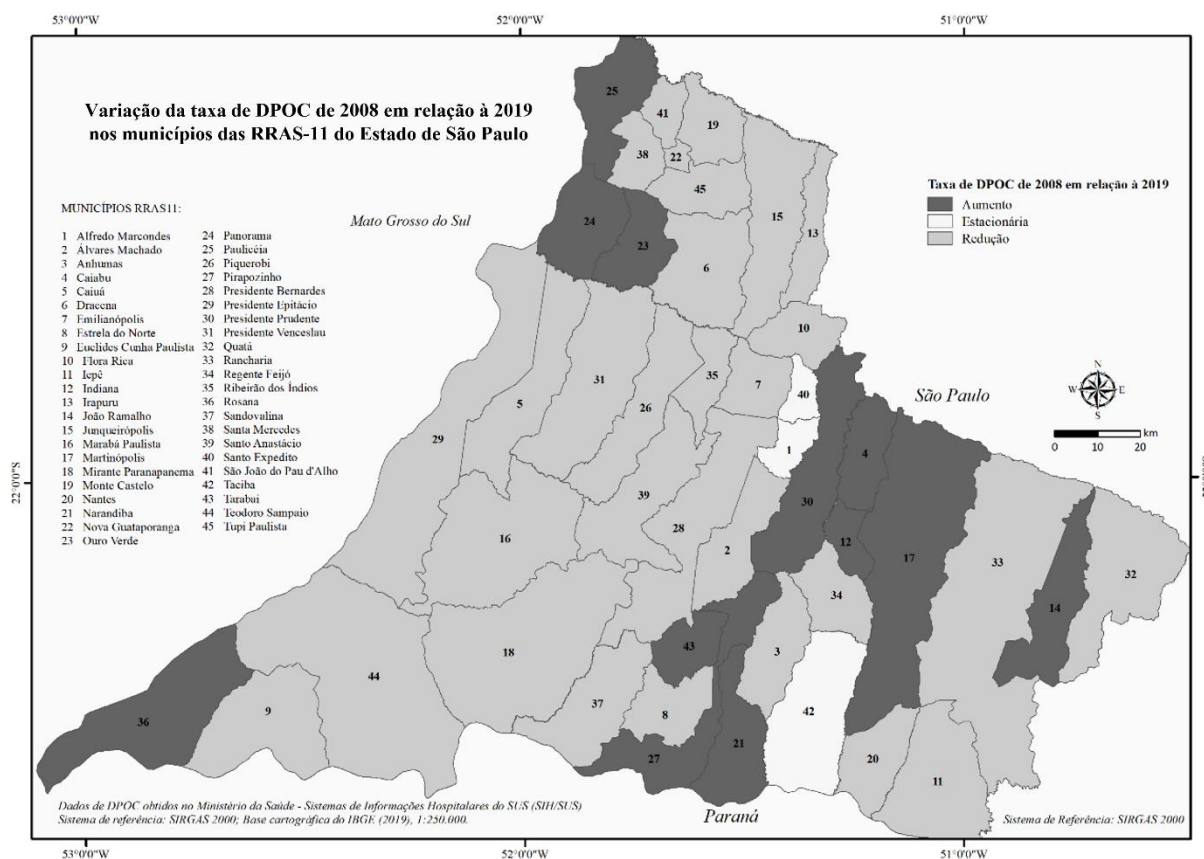 53°0'0"W 52°0'0"W 51°0'0"W
Variação da taxa de DPOC de 2008 em relação à 2019
nos municípios das RRAS-11 do Estado de São Paulo
MUNICÍPIOS RRAS11:
1 Alfredo Marcondes
2 Álvares Machado
3 Anhumas
4 Caiabu
5 Caiuá
6 Dracena
7 Emilianópolis
8 Estrela do Norte
9 Euclides Cunha Paulista
10 Flora Rica
11 Iepê
12 Indiana
13 Irapuru
14 João Ramalho
15 Junqueirópolis
16 Marabá Paulista
17 Martinópolis
18 Mirante Paranapanema
19 Monte Castelo
20 Nantes
21 Narandiba
22 Nova Guataporanga
23 Ouro Verde
24 Panorama
25 Paulicéia
26 Piquerobi
27 Pirapozinho
28 Presidente Bernardes
29 Presidente Epitácio
30 Presidente Prudente
31 Presidente Venceslau
32 Quatá
33 Rancharia
34 Regente Feijó
35 Ribeirão dos Índios
36 Rosana
37 Sandovalina
38 Santa Mercedes
39 Santo Anastácio
40 Santo Expedito
41 São João do Pau d'Alho
42 Taciba
43 Tarabai
44 Teodoro Sampaio
45 Tupi Paulista
Mato Grosso do Sul
Taxa de DPOC de 2008 em relação à 2019
Aumento
Estacionária
Redução
25
41
19
38
22
45
24
23
15
13
6
10
31
35
7
40
5
26
29
1
4
39
30
28
16
2
12
17
33
32
14
34
43
3
18
44
37
8
42
9
36
21
27
20
11
São Paulo
N
W E
S
km
0 10 20
22°0'0"S
Paraná
Dados de DPOC obtidos no Ministério da Saúde - Sistemas de Informações Hospitalares do SUS (SIH/SUS)
Sistema de referência: SIRGAS 2000; Base cartográfica do IBGE (2019), 1:250.000.
Sistema de Referência: SIRGAS 2000
53°0'0"W 52°0'0"W 51°0'0"W